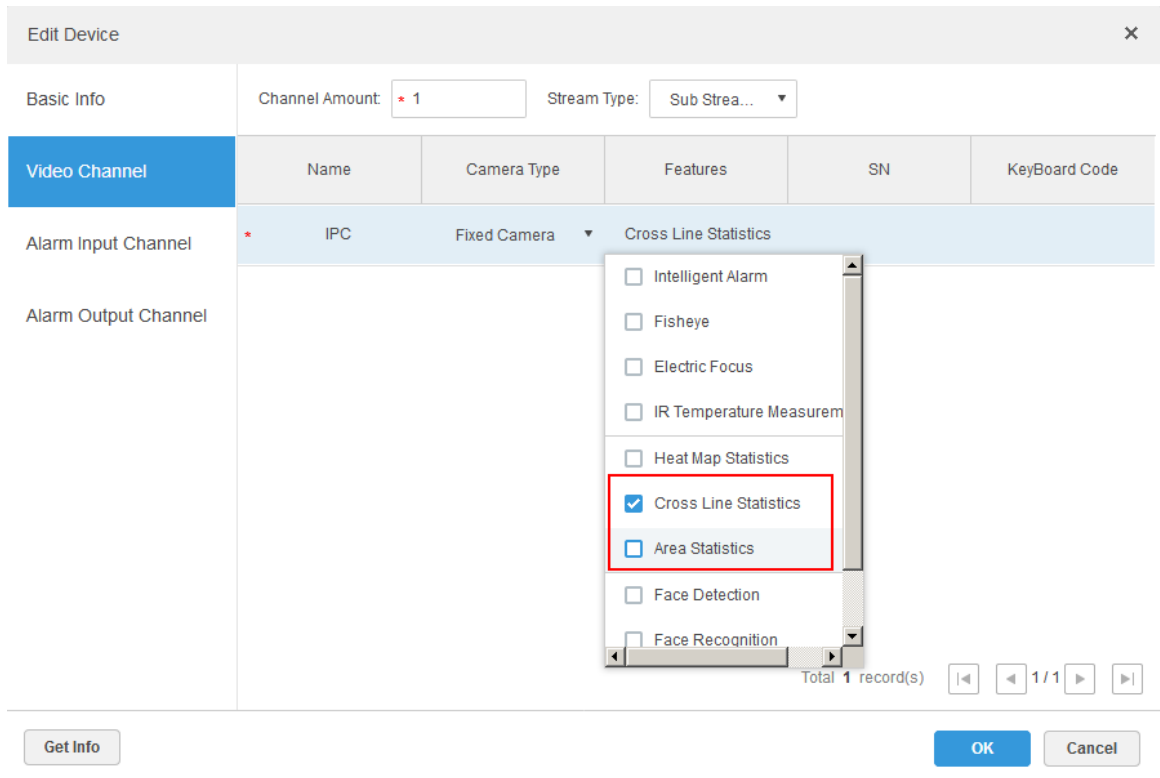 Edit Device
Basic Info
Channel Amount: * 1 Stream Type: Sub Strea...
Video Channel
Name Camera Type Features SN KeyBoard Code
* IPC Fixed Camera Cross Line Statistics
Alarm Input Channel
Intelligent Alarm
Alarm Output Channel
Fisheye
Electric Focus
IR Temperature Measurem
Heat Map Statistics
Cross Line Statistics
Area Statistics
Face Detection
Face Recognition
Total 1 record(s) 1 / 1
Get Info OK Cancel